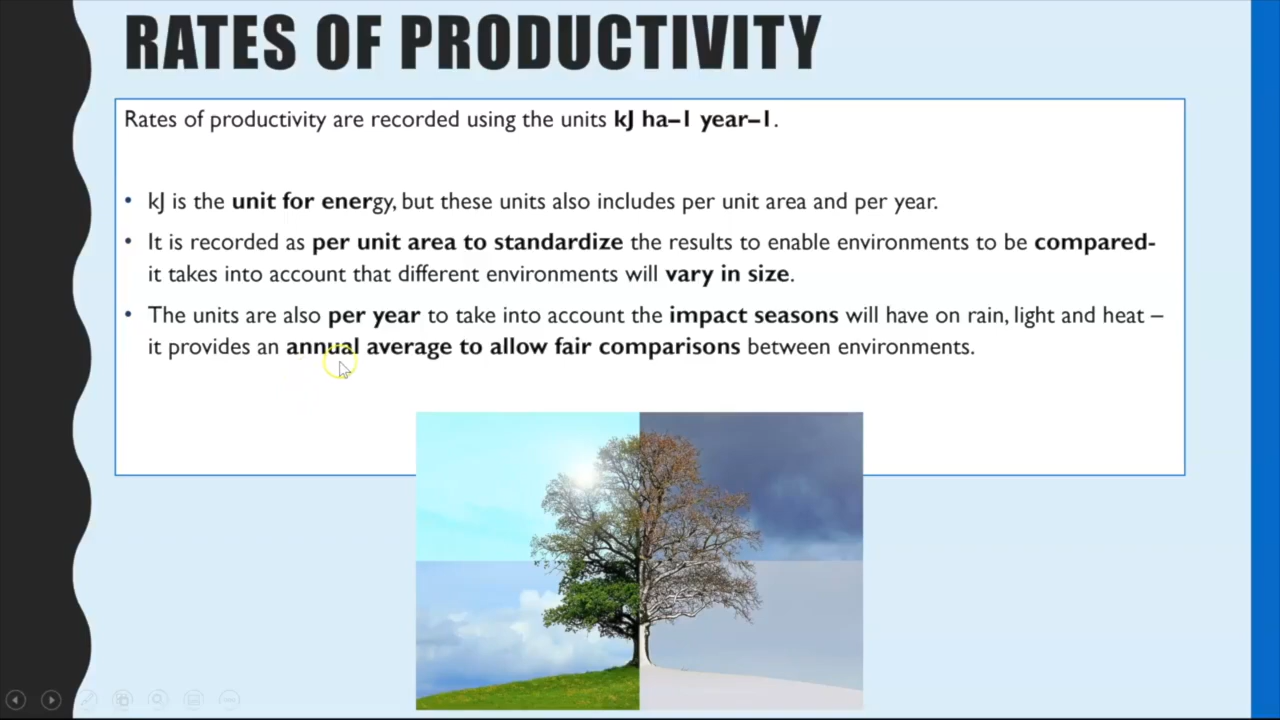 RATES OF PRODUCTIVITY
Rates of productivity are recorded using the units kJ ha–1 year–1.
• kJ is the unit for energy, but these units also includes per unit area and per year.
• It is recorded as per unit area to standardize the results to enable environments to be compared-
it takes into account that different environments will vary in size.
• The units are also per year to take into account the impact seasons will have on rain, light and heat –
it provides an annual average to allow fair comparisons between environments.